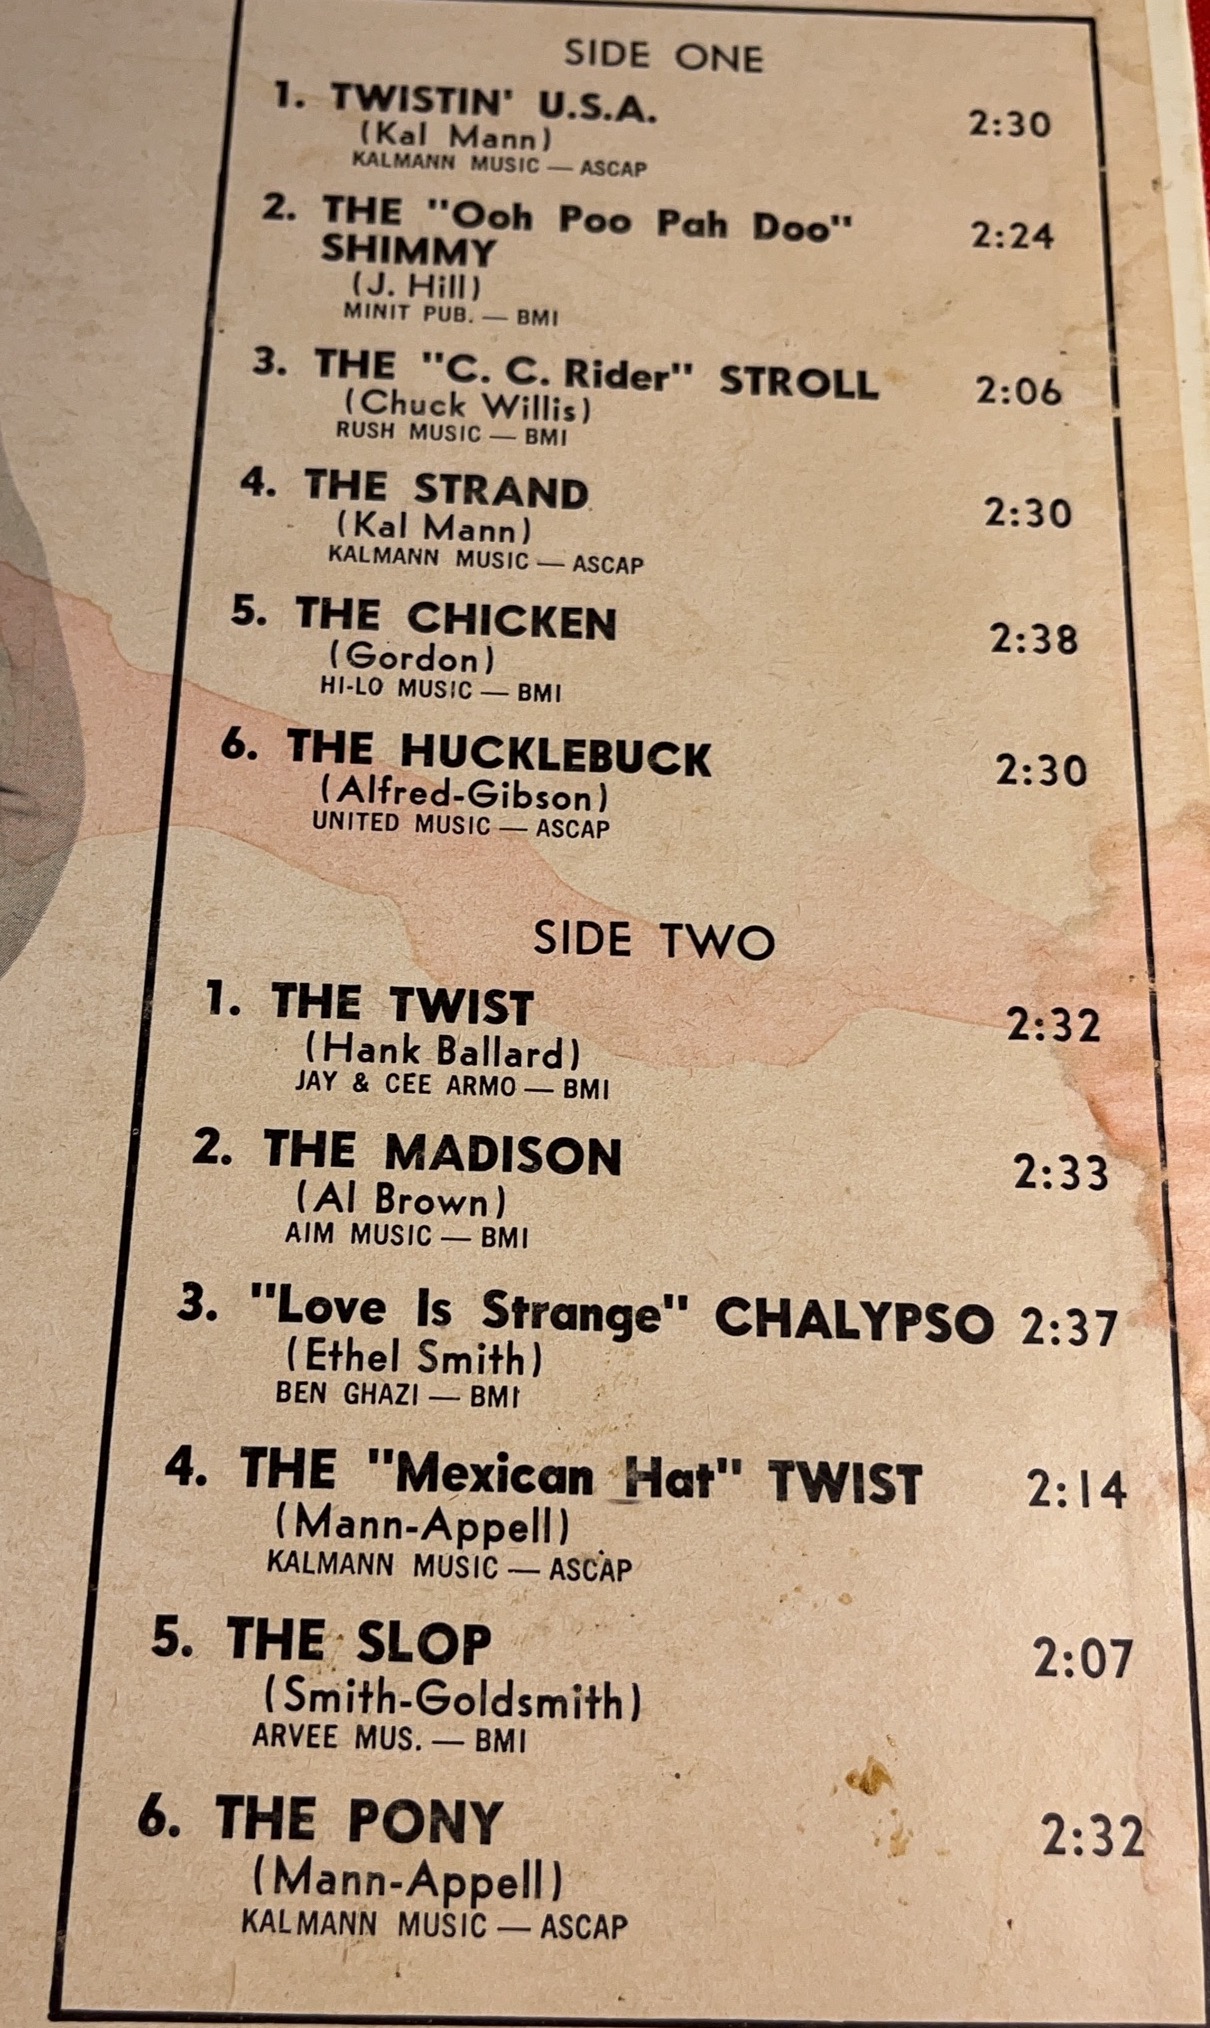 SIDE ONE
1. TWISTIN' U.S.A. 2:30
(Kal Mann)
KALMANN MUSIC — ASCAP
2. THE "Ooh Poo Pah Doo" 2:24
SHIMMY
(J. Hill)
MINIT PUB. — BMI
3. THE "C. C. Rider" STROLL 2:06
(Chuck Willis)
RUSH MUSIC — BMI
4. THE STRAND 2:30
(Kal Mann)
KALMANN MUSIC — ASCAP
5. THE CHICKEN 2:38
(Gordon)
HI-LO MUSIC — BMI
6. THE HUCKLEBUCK 2:30
(Alfred-Gibson)
UNITED MUSIC — ASCAP
SIDE TWO
1. THE TWIST 2:32
(Hank Ballard)
JAY & CEE ARMO — BMI
2. THE MADISON 2:33
(Al Brown)
AIM MUSIC — BMI
3. "Love Is Strange" CHALYPSO 2:37
(Ethel Smith)
BEN GHAZI — BMI
4. THE "Mexican Hat" TWIST 2:14
(Mann-Appell)
KALMANN MUSIC — ASCAP
5. THE SLOP 2:07
(Smith-Goldsmith)
ARVEE MUS. — BMI
6. THE PONY 2:32
(Mann-Appell)
KALMANN MUSIC — ASCAP